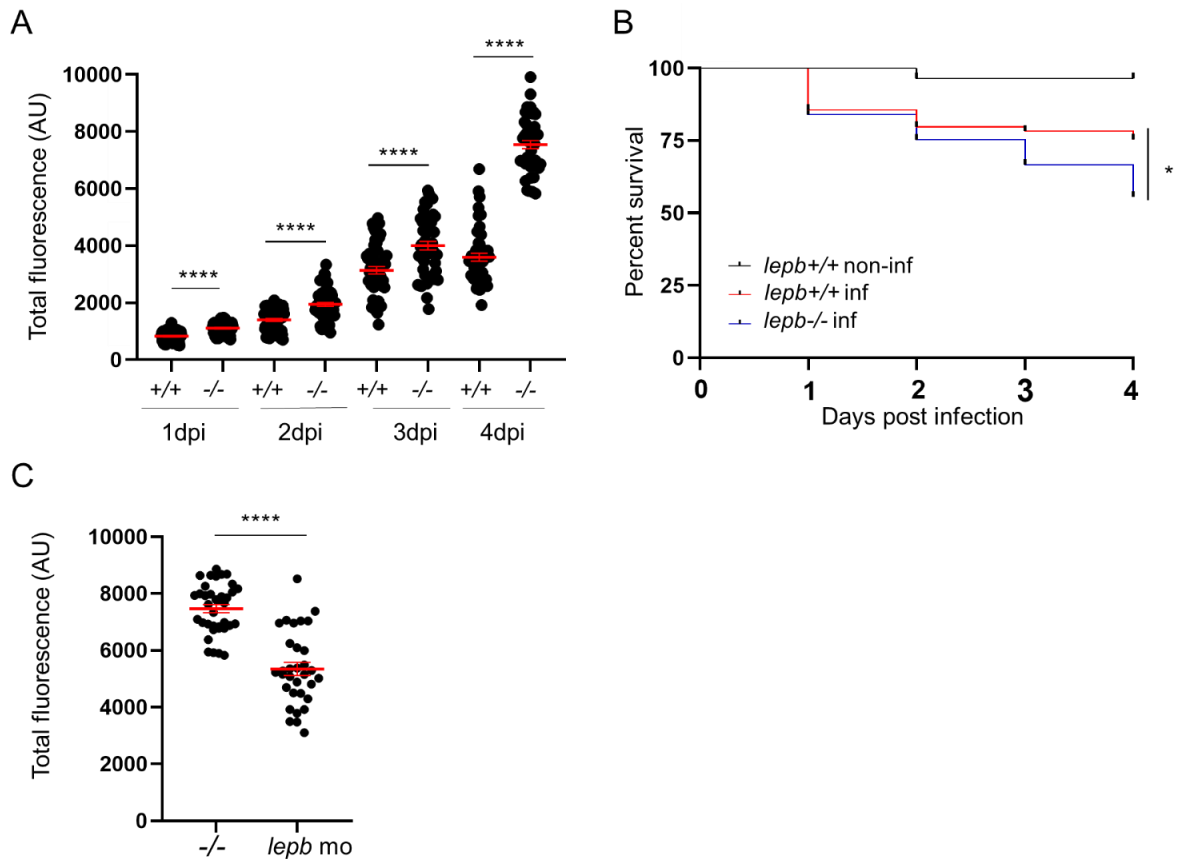 A
Total fluorescence (AU)
10000
8000
6000
4000
2000
0
****
****
****
****
+/+ -/- +/+ -/- +/+ -/- +/+ -/-
1dpi 2dpi 3dpi 4dpi
B
Percent survival
100
75
50
25
0
lepb+/+ non-inf
lepb+/+ inf
lepb-/- inf
*
0 1 2 3 4
Days post infection
C
Total fluorescence (AU)
10000
8000
6000
4000
2000
0
****
-/- lepb mo